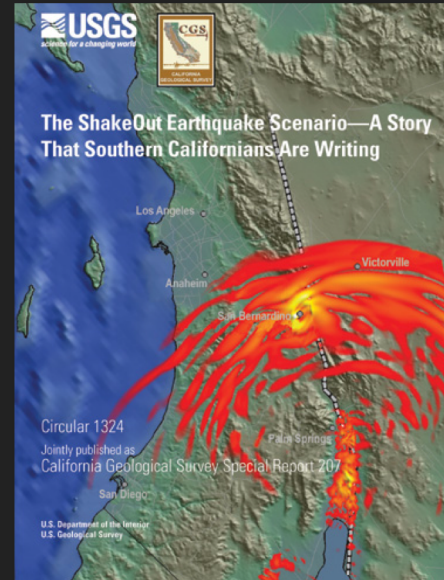 USGS
science for a changing world
CGS
CALIFORNIA
GEOLOGICAL SURVEY
The ShakeOut Earthquake Scenario—A Story
That Southern Californians Are Writing
Los Angeles
Victorville
Anaheim
San Bernardino
Circular 1324
Palm Springs
Jointly published as
California Geological Survey Special Report 207
San Diego
U.S. Department of the Interior
U.S. Geological Survey